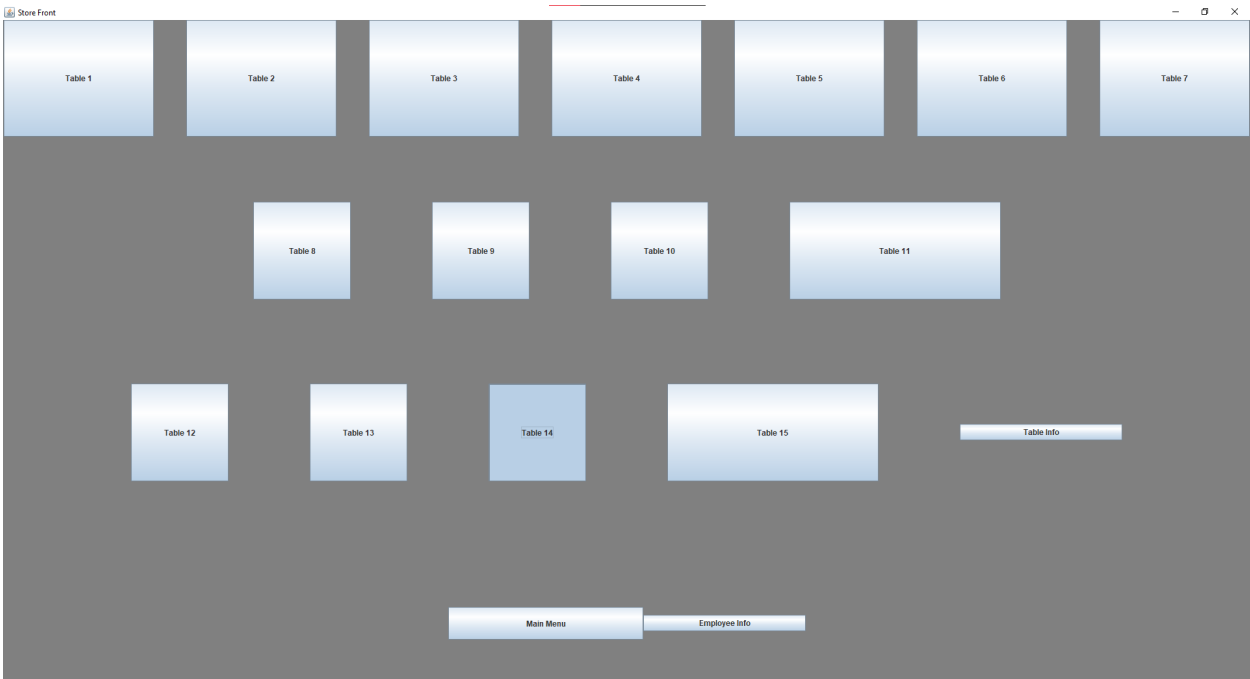 Store Front
Table 1
Table 2
Table 3
Table 4
Table 5
Table 6
Table 7
Table 8
Table 9
Table 10
Table 11
Table 12
Table 13
Table 14
Table 15
Table Info
Main Menu
Employee Info